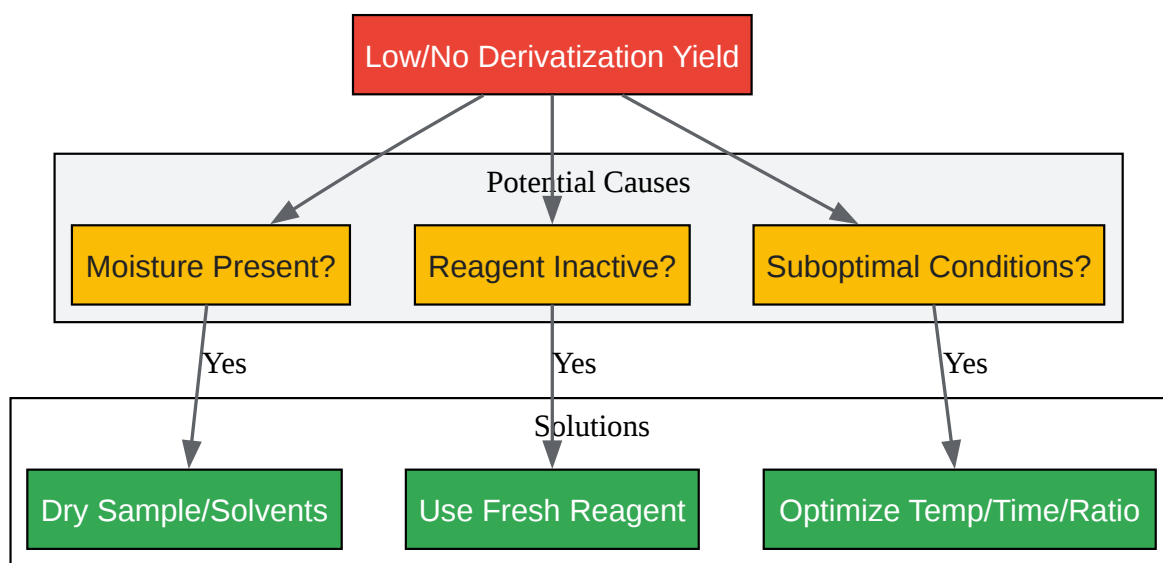 Low/No Derivatization Yield
Potential Causes
Moisture Present?
Reagent Inactive?
Suboptimal Conditions?
Yes
Yes
Yes
Solutions
Dry Sample/Solvents
Use Fresh Reagent
Optimize Temp/Time/Ratio